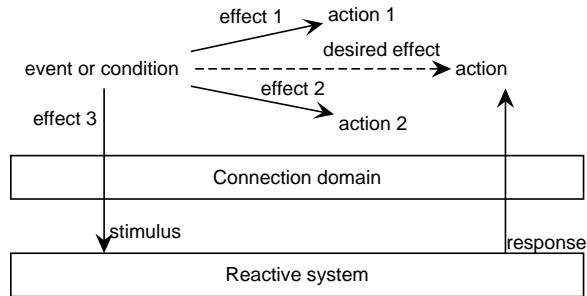 effect 1
action 1
desired effect
event or condition
action
effect 2
effect 3
action 2
Connection domain
stimulus
response
Reactive system